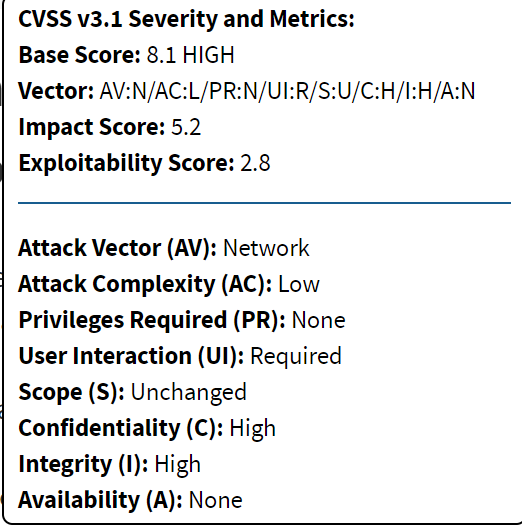 CVSS v3.1 Severity and Metrics:
Base Score: 8.1 HIGH
Vector: AV:N/AC:L/PR:N/UI:R/S:U/C:H/I:H/A:N
Impact Score: 5.2
Exploitability Score: 2.8
Attack Vector (AV): Network
Attack Complexity (AC): Low
Privileges Required (PR): None
User Interaction (UI): Required
Scope (S): Unchanged
Confidentiality (C): High
Integrity (I): High
Availability (A): None